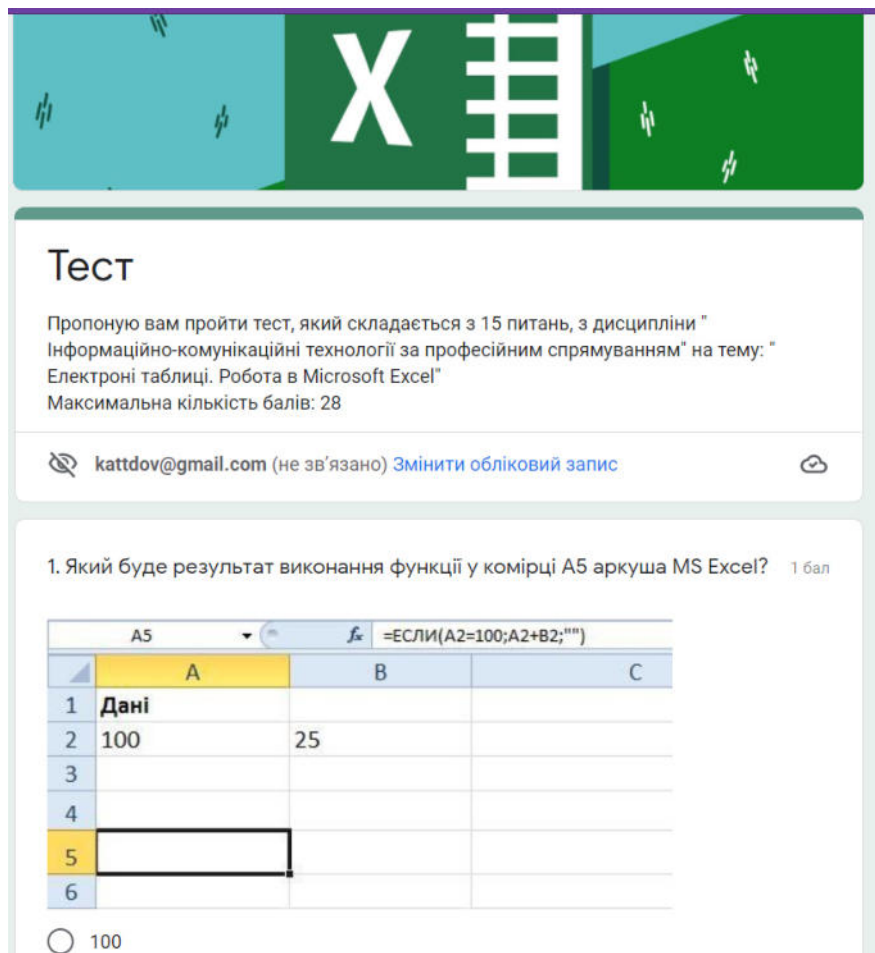 X
Тест
Пропоную вам пройти тест, який складається з 15 питань, з дисципліни "
Інформаційно-комунікаційні технології за професійним спрямуванням" на тему: "
Електроні таблиці. Робота в Microsoft Excel"
Максимальна кількість балів: 28
kattdov@gmail.com (не зв’язано) Змінити обліковий запис
1. Який буде результат виконання функції у комірці А5 аркуша MS Excel? 1 бал
A5 fx =ЕСЛИ(A2=100;A2+B2;"")
A B C
1 Дані
2 100 25
3
4
5
6
100